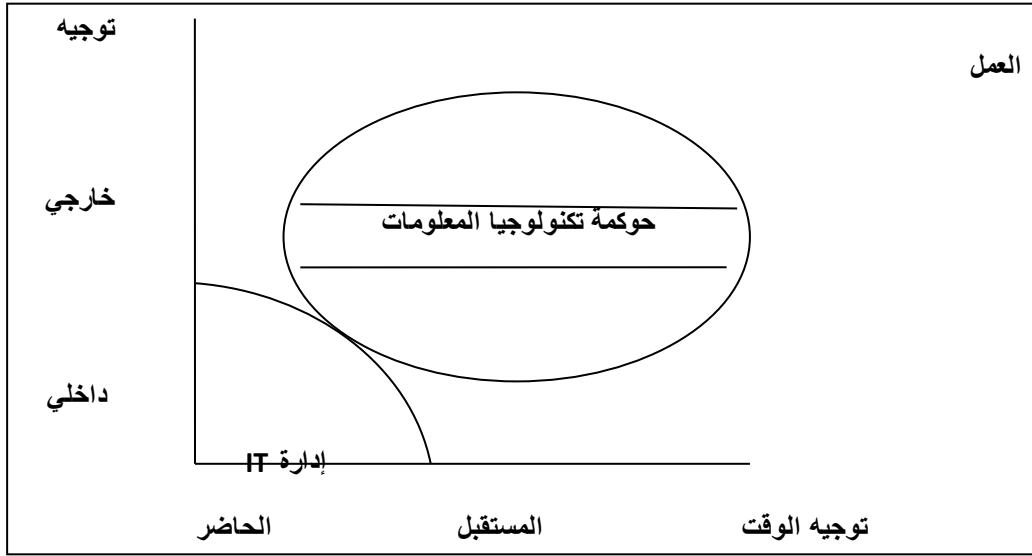 توجيه
العمل
خارجي
حوكمة تكنولوجيا المعلومات
داخلي
إدارة IT
الحاضر
المستقبل
توجيه الوقت